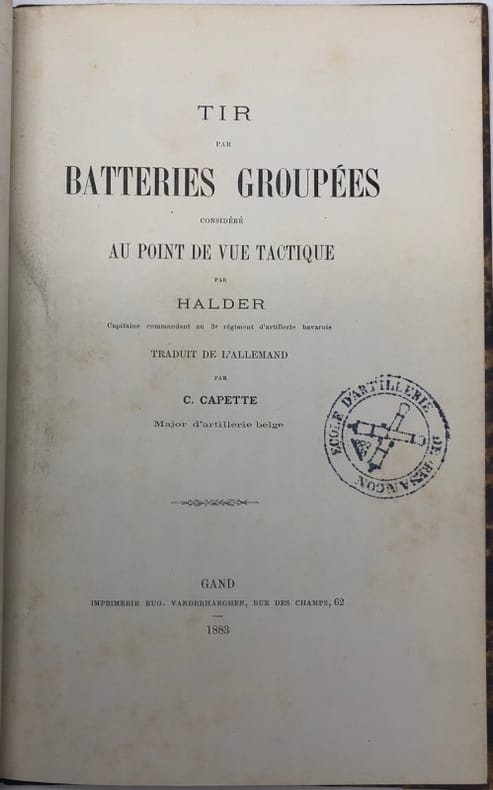 TIR
PAR
BATTERIES GROUPÉES
CONSIDÉRÉ
AU POINT DE VUE TACTIQUE
PAR
HALDER
Capitaine commandant au 3e régiment d'artillerie bavarois
TRADUIT DE L'ALLEMAND
PAR
C. CAPETTE
Major d'artillerie belge
ECOLE D'ARTILLERIE DE BESANÇON
GAND
IMPRIMERIE EUG. VANDERHAEGHEN, RUE DES CHAMPS, 62
1883